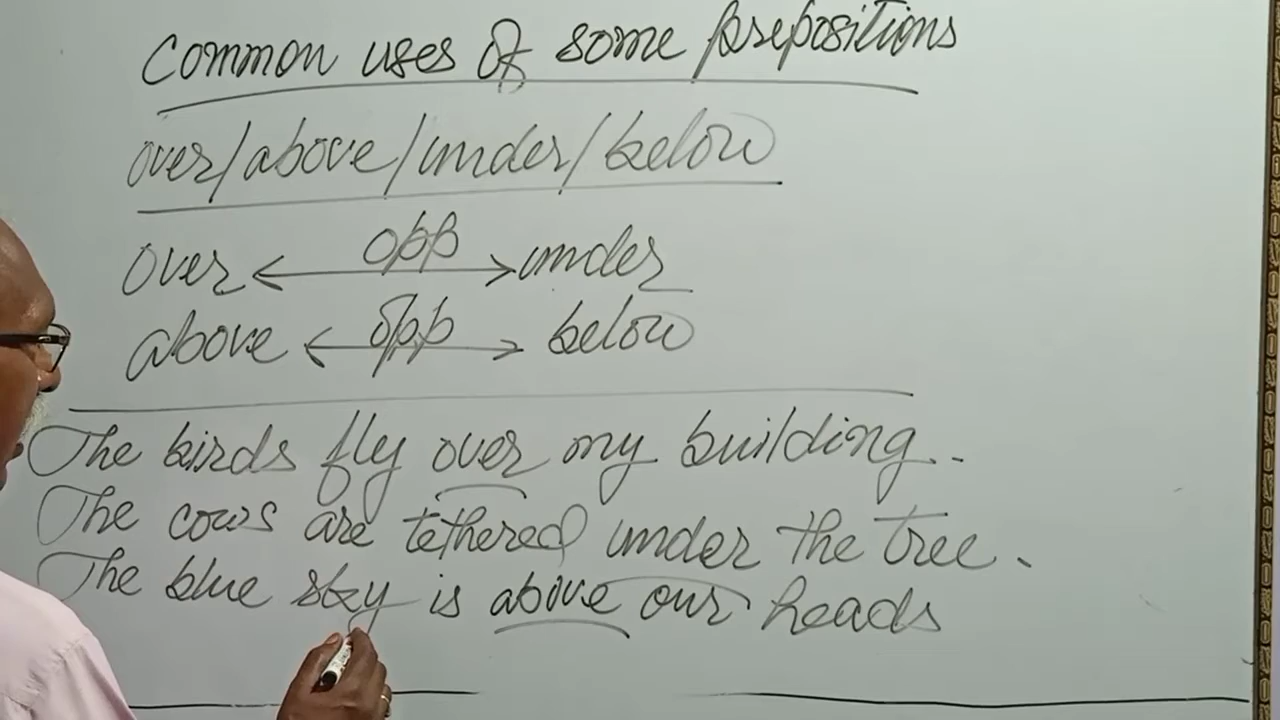 Common uses of some prepositions
over/above/under/below
over ↔ opp under
above ↔ opp below
The birds fly over my building..
The cows are tethered under the tree.
The blue sky is above our heads